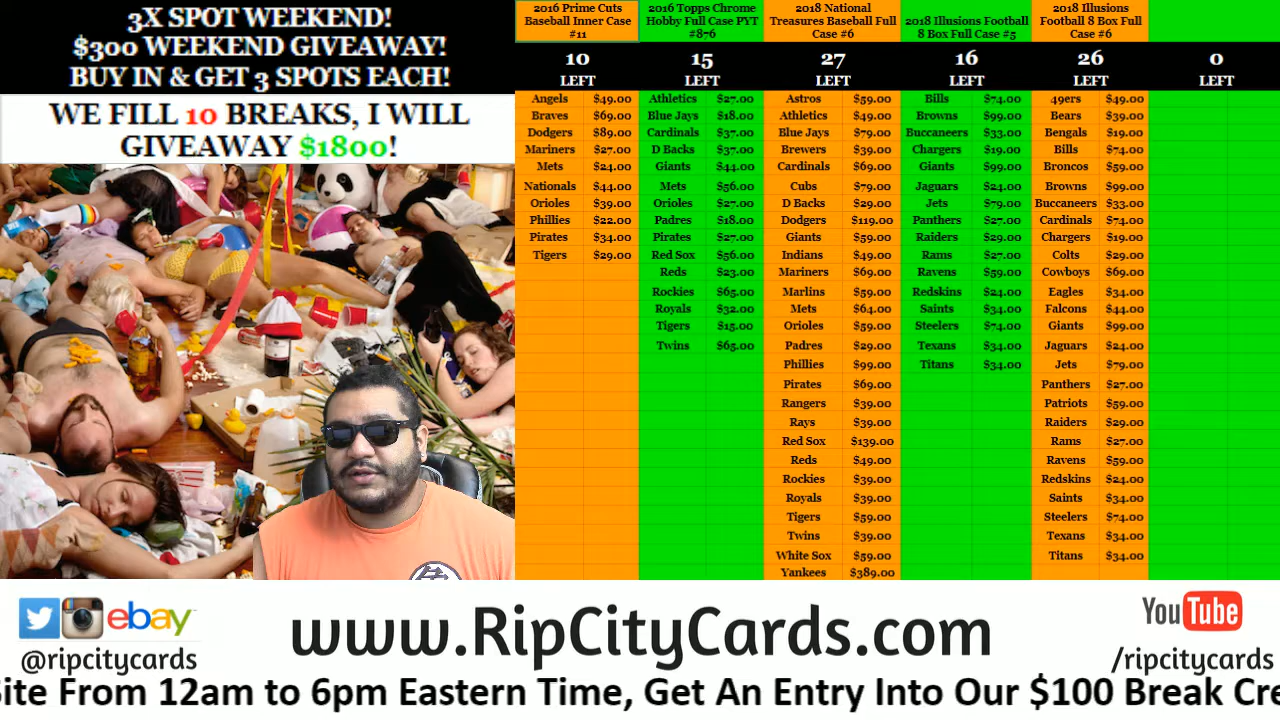 3X SPOT WEEKEND!
$300 WEEKEND GIVEAWAY!
BUY IN & GET 3 SPOTS EACH!
WE FILL 10 BREAKS, I WILL
GIVEAWAY $1800!
2016 Prime Cuts
Baseball Inner Case
#11
10
LEFT
Angels $49.00
Braves $69.00
Dodgers $89.00
Mariners $27.00
Mets $24.00
Nationals $44.00
Orioles $39.00
Phillies $22.00
Pirates $34.00
Tigers $29.00
2016 Topps Chrome
Hobby Full Case PYT
#876
15
LEFT
Athletics $27.00
Blue Jays $18.00
Cardinals $37.00
D Backs $37.00
Giants $44.00
Mets $56.00
Orioles $27.00
Padres $18.00
Pirates $27.00
Red Sox $56.00
Reds $23.00
Rockies $65.00
Royals $32.00
Tigers $15.00
Twins $65.00
2018 National
Treasures Baseball Full
Case #6
27
LEFT
Astros $59.00
Athletics $49.00
Blue Jays $79.00
Brewers $39.00
Cardinals $69.00
Cubs $79.00
D Backs $29.00
Dodgers $119.00
Giants $59.00
Indians $49.00
Mariners $69.00
Marlins $59.00
Mets $64.00
Orioles $59.00
Padres $29.00
Phillies $99.00
Pirates $69.00
Rangers $39.00
Rays $39.00
Red Sox $139.00
Reds $49.00
Rockies $39.00
Royals $39.00
Tigers $59.00
Twins $39.00
White Sox $59.00
Yankees $389.00
2018 Illusions Football
8 Box Full Case #5
16
LEFT
Bills $74.00
Browns $99.00
Buccaneers $33.00
Chargers $19.00
Giants $99.00
Jaguars $24.00
Jets $79.00
Panthers $27.00
Raiders $29.00
Rams $27.00
Ravens $59.00
Redskins $24.00
Saints $34.00
Steelers $74.00
Texans $34.00
Titans $34.00
2018 Illusions
Football 8 Box Full
Case #6
26
LEFT
49ers $49.00
Bears $39.00
Bengals $19.00
Bills $74.00
Broncos $59.00
Browns $99.00
Buccaneers $33.00
Cardinals $74.00
Chargers $19.00
Colts $29.00
Cowboys $69.00
Eagles $34.00
Falcons $44.00
Giants $99.00
Jaguars $24.00
Jets $79.00
Panthers $27.00
Patriots $59.00
Raiders $29.00
Rams $27.00
Ravens $59.00
Redskins $24.00
Saints $34.00
Steelers $74.00
Texans $34.00
Titans $34.00
0
LEFT
ebay
@ripcitycards
www.RipCityCards.com
YouTube
/ripcitycards
Site From 12am to 6pm Eastern Time, Get An Entry Into Our $100 Break Cre